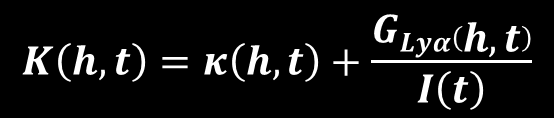 K(h, t) = κ(h, t) + G_{Lyα}(h, t) / I(t)